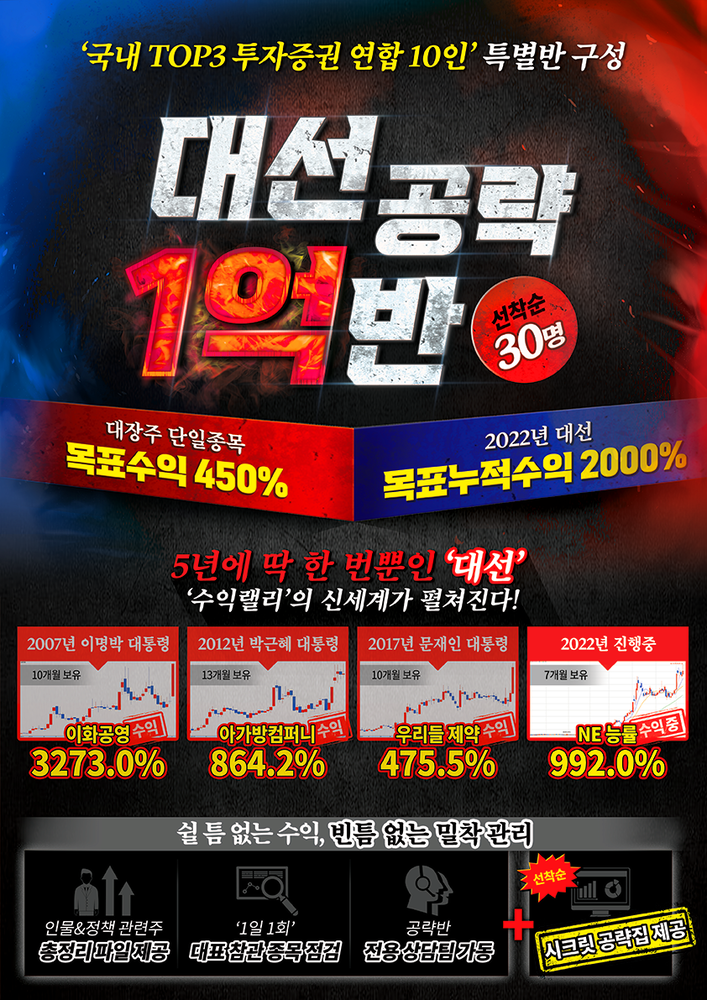 '국내 TOP3 투자증권 연합 10인' 특별반 구성
대선 공략
1억반
선착순
30명
대장주 단일종목
목표수익 450%
2022년 대선
목표누적수익 2000%
5년에 딱 한 번뿐인 '대선'
'수익랠리'의 신세계가 펼쳐진다!
2007년 이명박 대통령
10개월 보유
수익
이화공영
3273.0%
2012년 박근혜 대통령
13개월 보유
수익
아가방컴퍼니
864.2%
2017년 문재인 대통령
10개월 보유
수익
우리들 제약
475.5%
2022년 진행중
7개월 보유
수익 중
NE 능률
992.0%
쉴 틈 없는 수익, 빈틈 없는 밀착 관리
인물&정책 관련주
총정리 파일 제공
'1일 1회'
대표 참관 종목 점검
공략반
전용 상담팀 가동
+
선착순
시크릿 공략집 제공